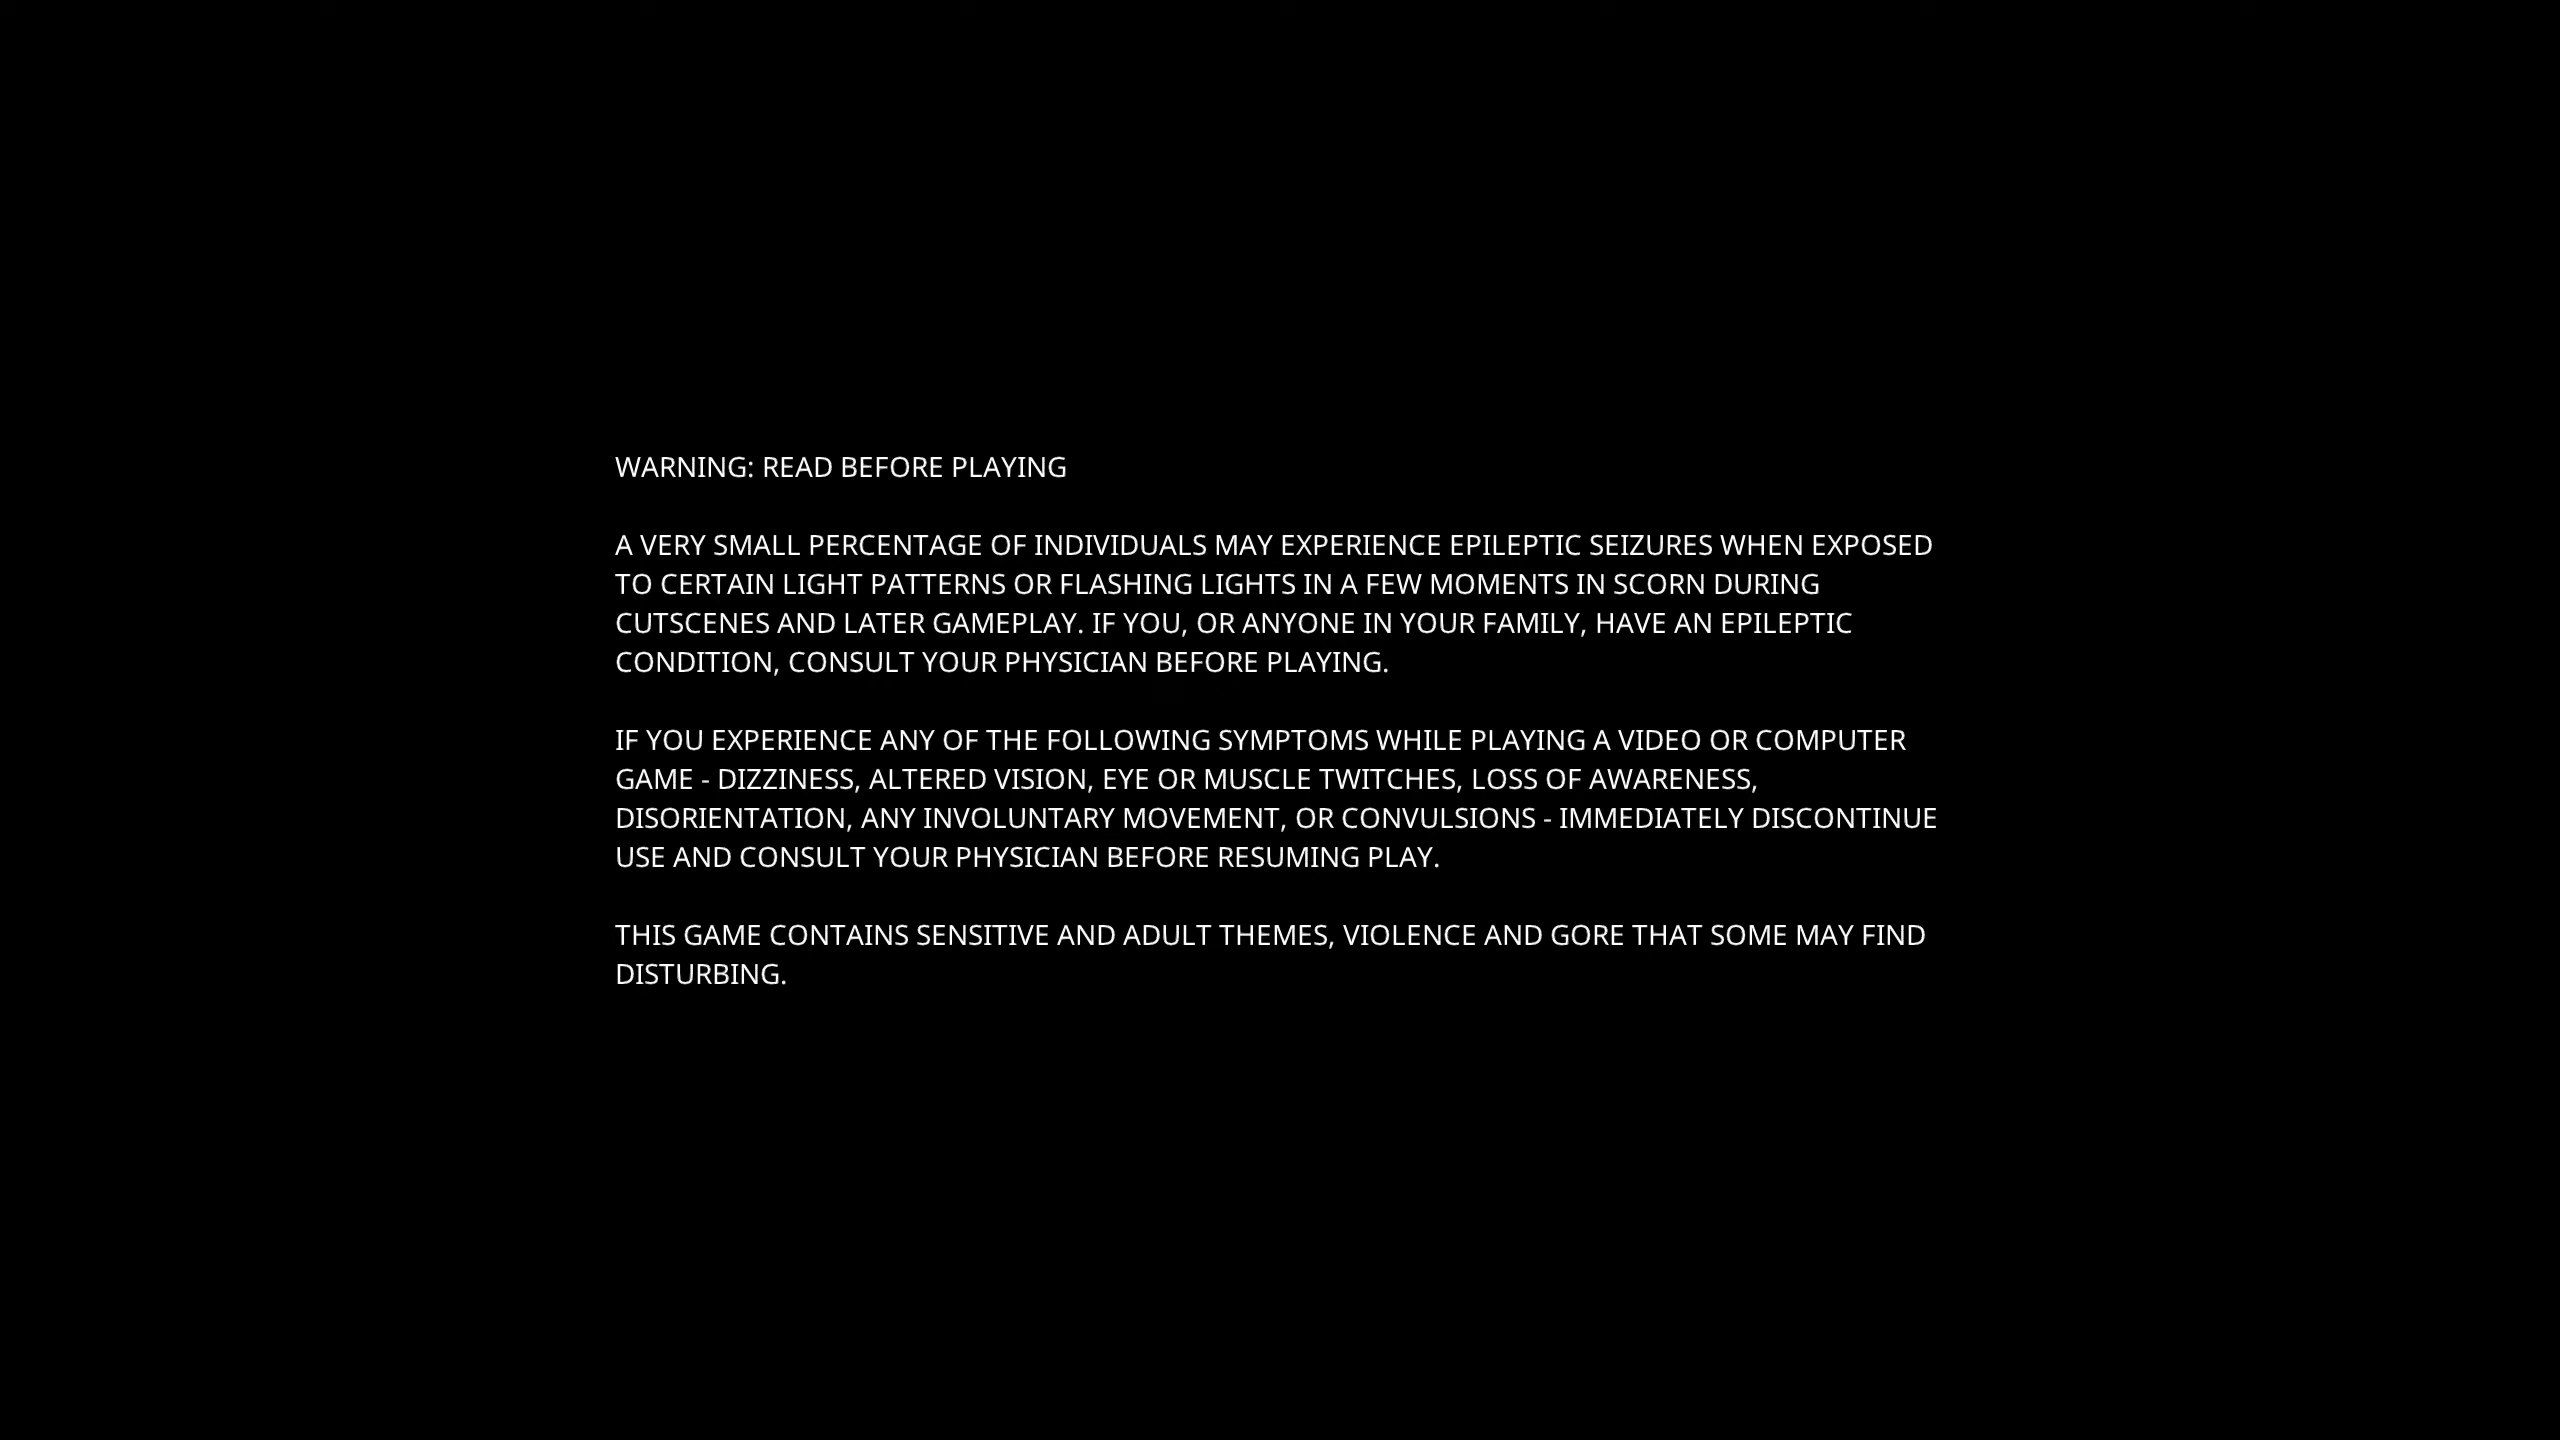 WARNING: READ BEFORE PLAYING
A VERY SMALL PERCENTAGE OF INDIVIDUALS MAY EXPERIENCE EPILEPTIC SEIZURES WHEN EXPOSED
TO CERTAIN LIGHT PATTERNS OR FLASHING LIGHTS IN A FEW MOMENTS IN SCORN DURING
CUTSCENES AND LATER GAMEPLAY. IF YOU, OR ANYONE IN YOUR FAMILY, HAVE AN EPILEPTIC
CONDITION, CONSULT YOUR PHYSICIAN BEFORE PLAYING.
IF YOU EXPERIENCE ANY OF THE FOLLOWING SYMPTOMS WHILE PLAYING A VIDEO OR COMPUTER
GAME - DIZZINESS, ALTERED VISION, EYE OR MUSCLE TWITCHES, LOSS OF AWARENESS,
DISORIENTATION, ANY INVOLUNTARY MOVEMENT, OR CONVULSIONS - IMMEDIATELY DISCONTINUE
USE AND CONSULT YOUR PHYSICIAN BEFORE RESUMING PLAY.
THIS GAME CONTAINS SENSITIVE AND ADULT THEMES, VIOLENCE AND GORE THAT SOME MAY FIND
DISTURBING.